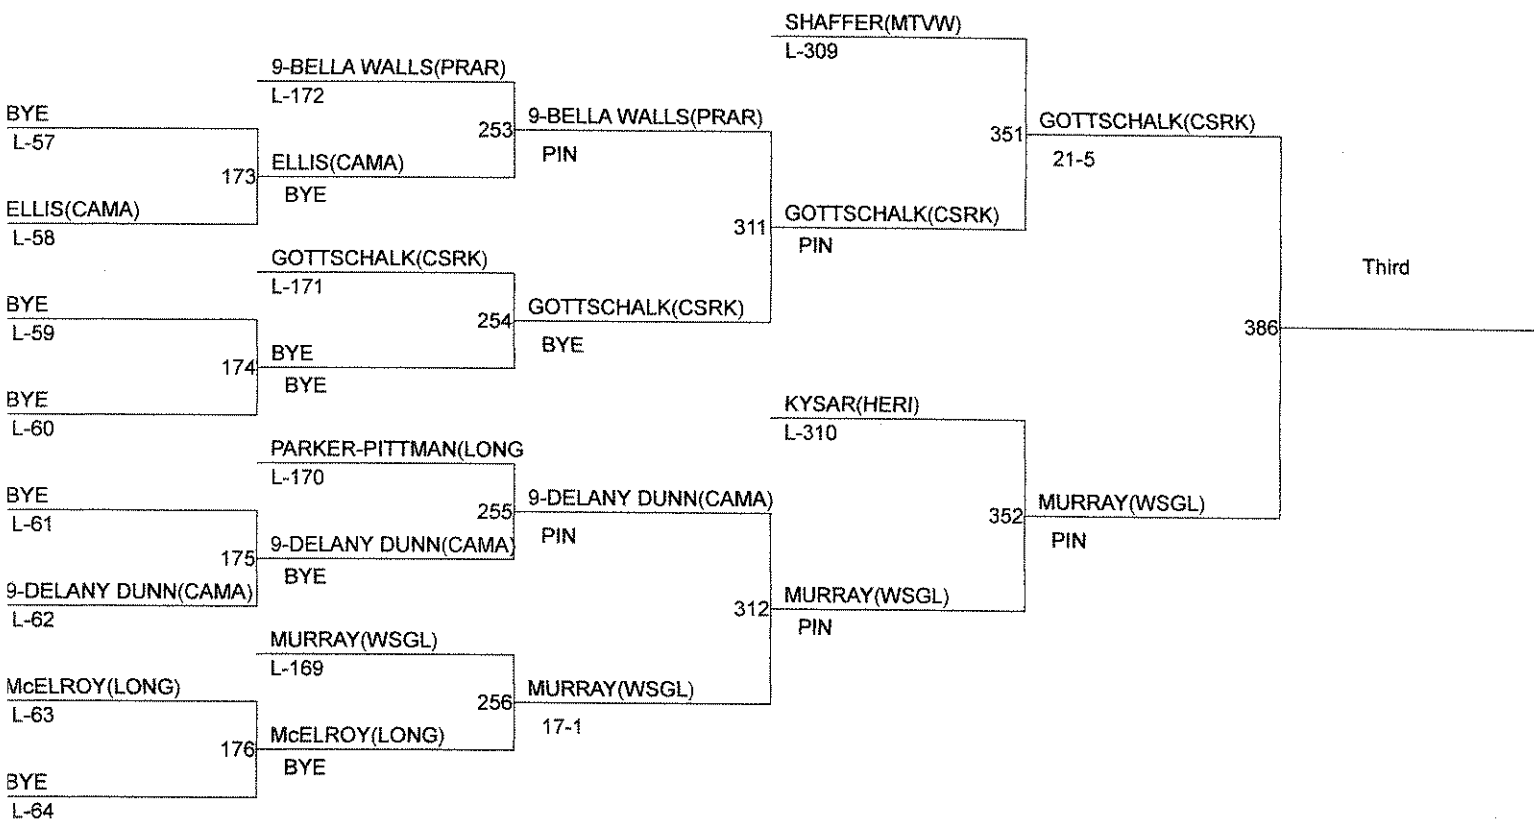 SHAFFER(MTVW)
L-309
9-BELLA WALLS(PRAR)
L-172
BYE
L-57
253
9-BELLA WALLS(PRAR)
PIN
351
GOTTSCHALK(CSRK)
21-5
173
ELLIS(CAMA)
BYE
ELLIS(CAMA)
L-58
311
GOTTSCHALK(CSRK)
PIN
GOTTSCHALK(CSRK)
L-171
Third
BYE
L-59
254
GOTTSCHALK(CSRK)
BYE
386
174
BYE
BYE
BYE
L-60
KYSAR(HERI)
L-310
PARKER-PITTMAN(LONG
L-170
BYE
L-61
255
9-DELANY DUNN(CAMA)
PIN
352
MURRAY(WSGL)
PIN
175
9-DELANY DUNN(CAMA)
BYE
9-DELANY DUNN(CAMA)
L-62
312
MURRAY(WSGL)
PIN
MURRAY(WSGL)
L-169
McELROY(LONG)
L-63
256
MURRAY(WSGL)
17-1
176
McELROY(LONG)
BYE
BYE
L-64